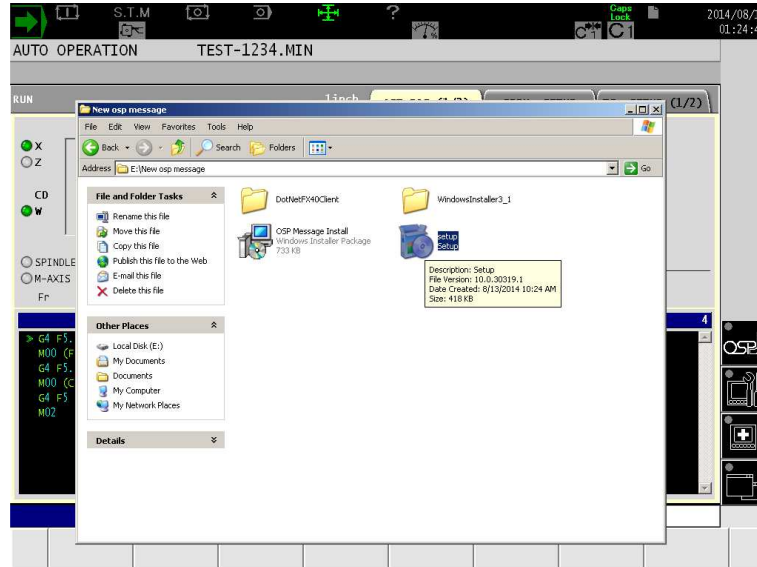 S.T.M
?
Caps
Lock
C1
2014/08/
01:24:
AUTO OPERATION TEST-1234.MIN
RUN
1inch
(1/2)
New osp message
File Edit View Favorites Tools Help
Back Search Folders
Address E:\New osp message Go
File and Folder Tasks
Rename this file
Move this file
Copy this file
Publish this file to the Web
E-mail this file
Delete this file
Other Places
Local Disk (E:)
My Documents
Documents
My Computer
My Network Places
Details
DotNetFX40Client
WindowsInstaller3_1
OSP Message Install
Windows Installer Package
733 KB
setup
Setup
Description: Setup
File Version: 10.0.30319.1
Date Created: 8/13/2014 10:24 AM
Size: 418 KB
X
Z
CD
W
SPINDLE
M-AXIS
Fr
4
> G4 F5.
M00 (F
G4 F5.
M00 (C
G4 F5
M02
OSP